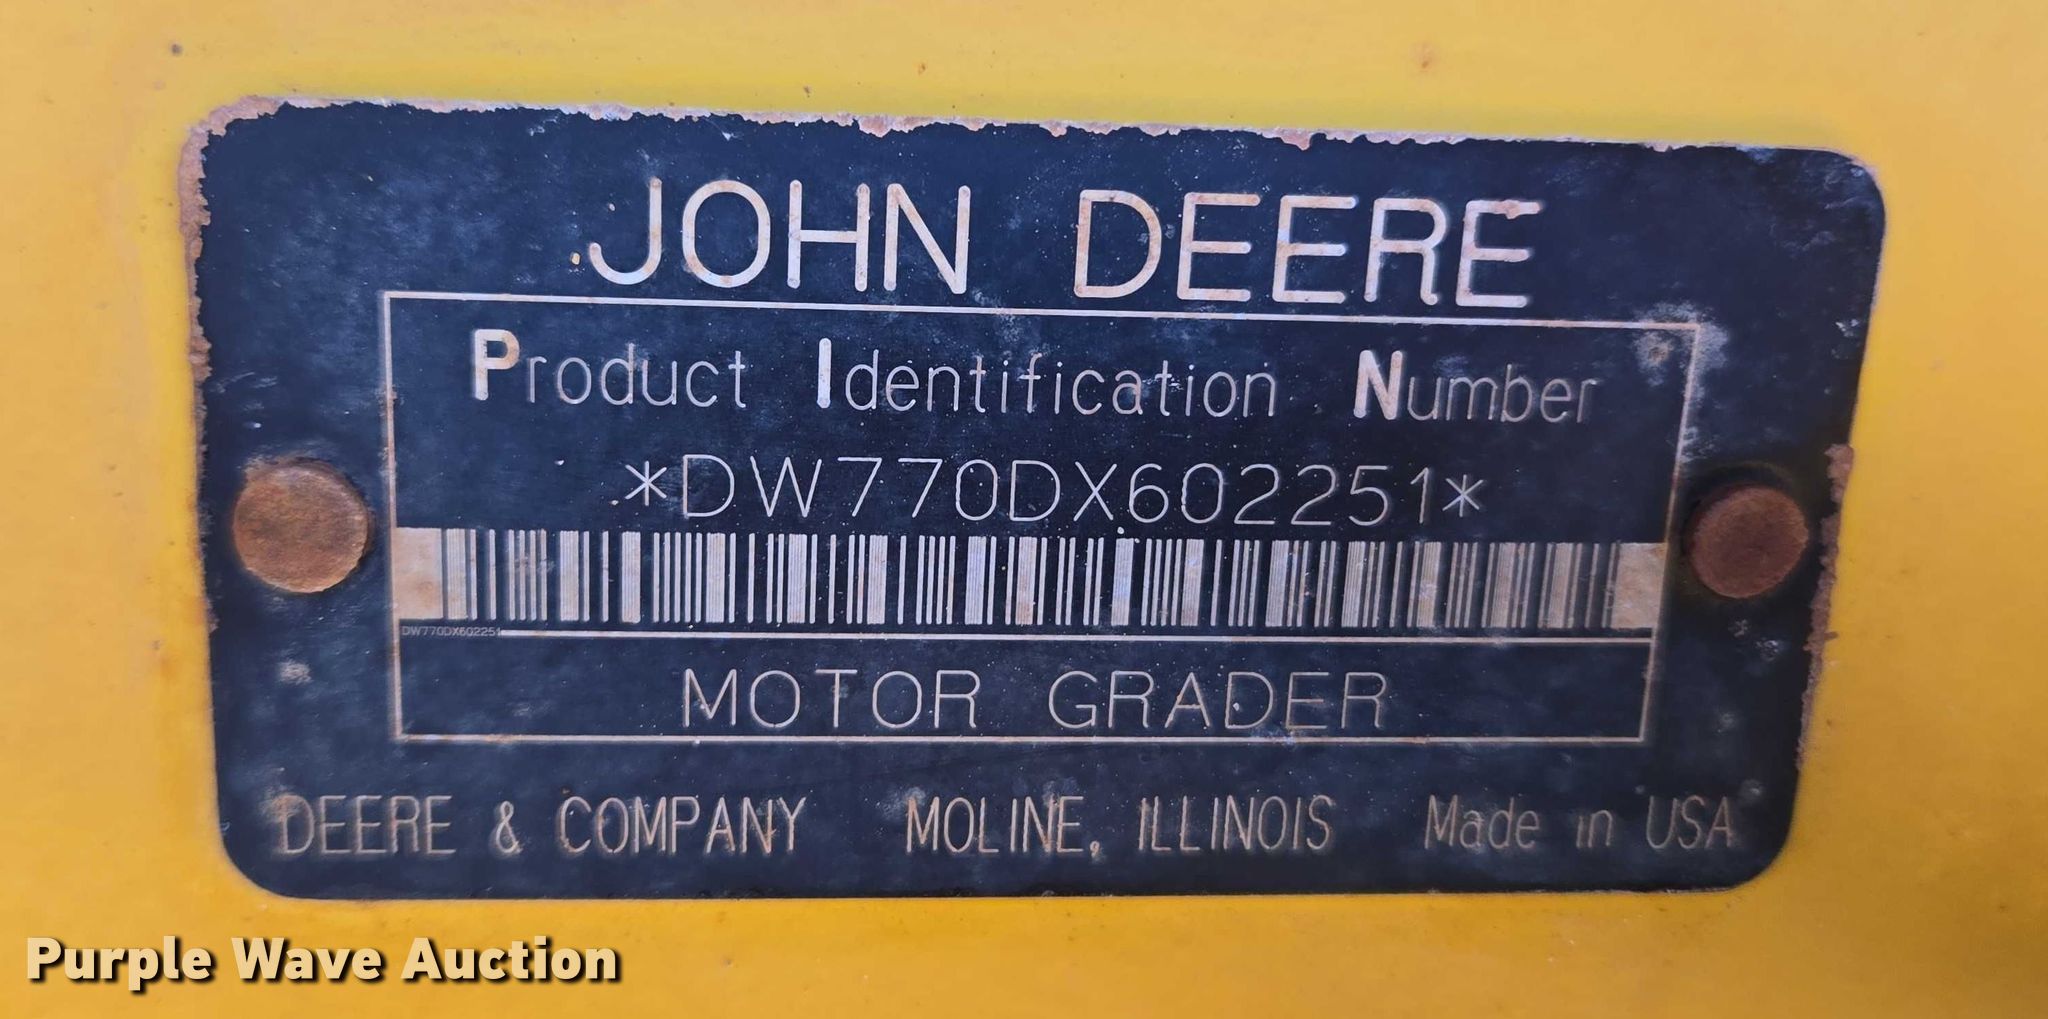 JOHN DEERE
Product Identification Number
*DW770DX602251*
DW770DX602251
MOTOR GRADER
DEERE & COMPANY MOLINE, ILLINOIS Made in USA
Purple Wave Auction